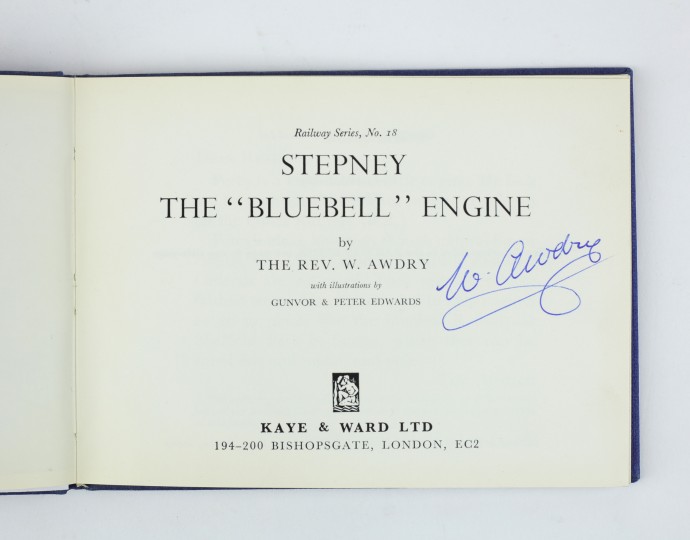 Railway Series, No. 18
STEPNEY
THE “BLUEBELL” ENGINE
by
THE REV. W. AWDRY
with illustrations by
GUNVOR & PETER EDWARDS
W. Awdry
KAYE & WARD LTD
194–200 BISHOPSGATE, LONDON, EC2